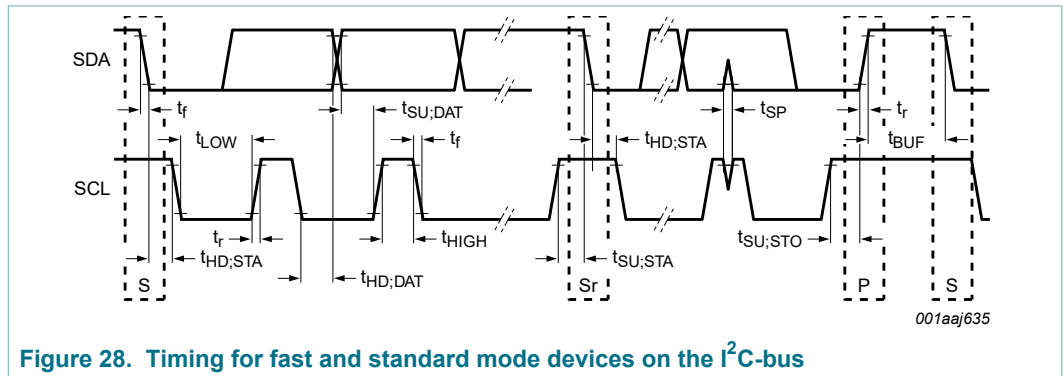 SDA
t_f
t_SU;DAT
t_SP
t_r
t_LOW
t_f
t_HD;STA
t_BUF
SCL
t_r
t_HIGH
t_SU;STO
t_HD;STA
t_SU;STA
t_HD;DAT
S
Sr
P
S
001aaj635
Figure 28. Timing for fast and standard mode devices on the I²C-bus